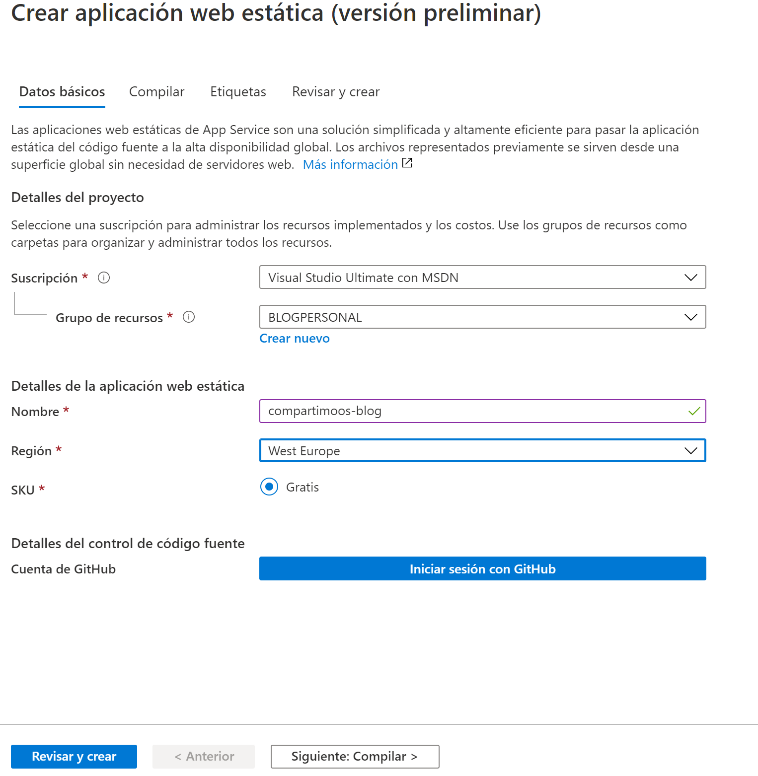 Crear aplicación web estática (versión preliminar)
Datos básicos Compilar Etiquetas Revisar y crear
Las aplicaciones web estáticas de App Service son una solución simplificada y altamente eficiente para pasar la aplicación
estática del código fuente a la alta disponibilidad global. Los archivos representados previamente se sirven desde una
superficie global sin necesidad de servidores web. Más información
Detalles del proyecto
Seleccione una suscripción para administrar los recursos implementados y los costos. Use los grupos de recursos como
carpetas para organizar y administrar todos los recursos.
Suscripción * Visual Studio Ultimate con MSDN
Grupo de recursos * BLOGPERSONAL
Crear nuevo
Detalles de la aplicación web estática
Nombre * compartimoos-blog
Región * West Europe
SKU * Gratis
Detalles del control de código fuente
Cuenta de GitHub Iniciar sesión con GitHub
Revisar y crear < Anterior Siguiente: Compilar >